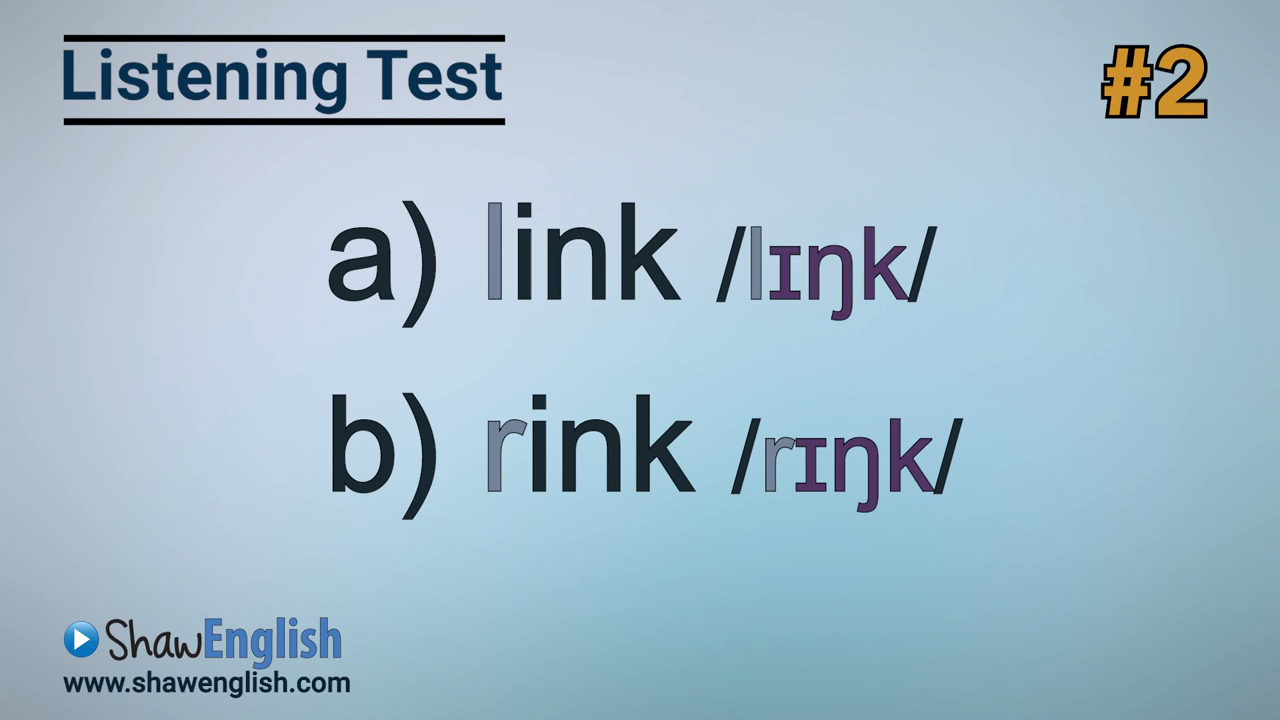 Listening Test
#2
a) link /lɪŋk/
b) rink /rɪŋk/
ShawEnglish
www.shawenglish.com